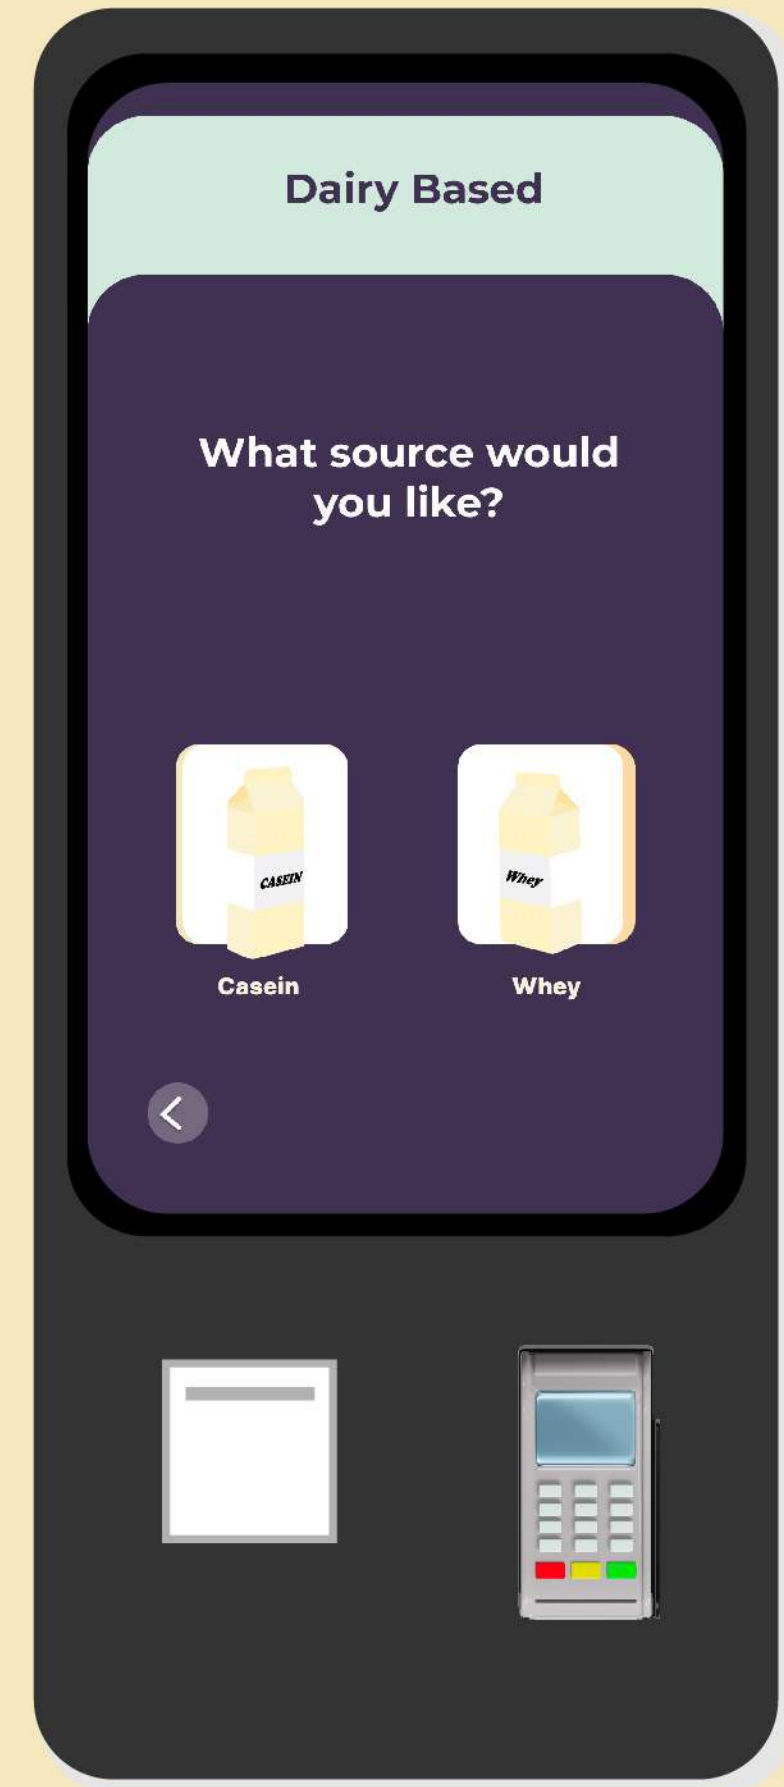 Dairy Based
What source would
you like?
CASEIN
Whey
Casein
Whey